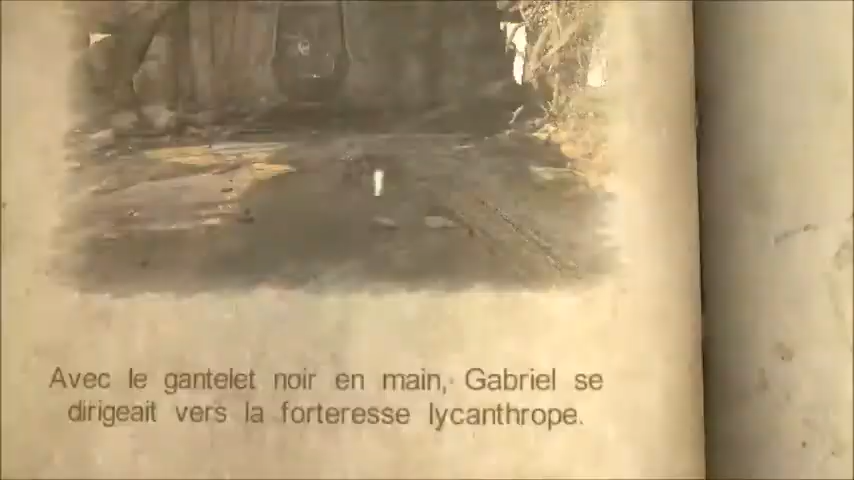 Avec le gantelet noir en main, Gabriel se
dirigeait vers la forteresse lycanthrope.